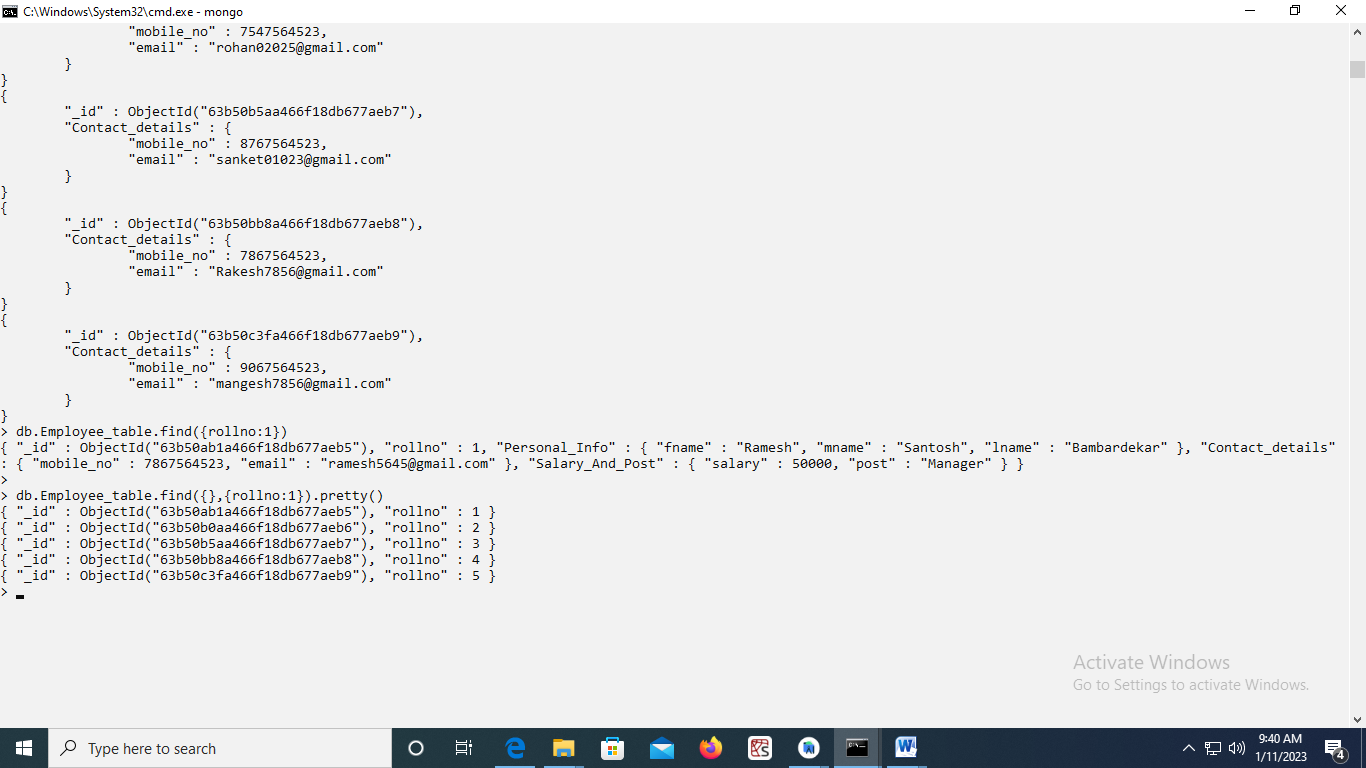 C:\Windows\System32\cmd.exe - mongo
"mobile_no" : 7547564523,
"email" : "rohan02025@gmail.com"
}
}
{
"_id" : ObjectId("63b50b5aa466f18db677aeb7"),
"Contact_details" : {
"mobile_no" : 8767564523,
"email" : "sanket01023@gmail.com"
}
}
{
"_id" : ObjectId("63b50bb8a466f18db677aeb8"),
"Contact_details" : {
"mobile_no" : 7867564523,
"email" : "Rakesh7856@gmail.com"
}
}
{
"_id" : ObjectId("63b50c3fa466f18db677aeb9"),
"Contact_details" : {
"mobile_no" : 9067564523,
"email" : "mangesh7856@gmail.com"
}
}
> db.Employee_table.find({rollno:1})
{ "_id" : ObjectId("63b50ab1a466f18db677aeb5"), "rollno" : 1, "Personal_Info" : { "fname" : "Ramesh", "mname" : "Santosh", "lname" : "Bambardekar" }, "Contact_details"
: { "mobile_no" : 7867564523, "email" : "ramesh5645@gmail.com" }, "Salary_And_Post" : { "salary" : 50000, "post" : "Manager" } }
>
> db.Employee_table.find({},{rollno:1}).pretty()
{ "_id" : ObjectId("63b50ab1a466f18db677aeb5"), "rollno" : 1 }
{ "_id" : ObjectId("63b50b0aa466f18db677aeb6"), "rollno" : 2 }
{ "_id" : ObjectId("63b50b5aa466f18db677aeb7"), "rollno" : 3 }
{ "_id" : ObjectId("63b50bb8a466f18db677aeb8"), "rollno" : 4 }
{ "_id" : ObjectId("63b50c3fa466f18db677aeb9"), "rollno" : 5 }
>
Activate Windows
Go to Settings to activate Windows.
Type here to search
9:40 AM
1/11/2023
4